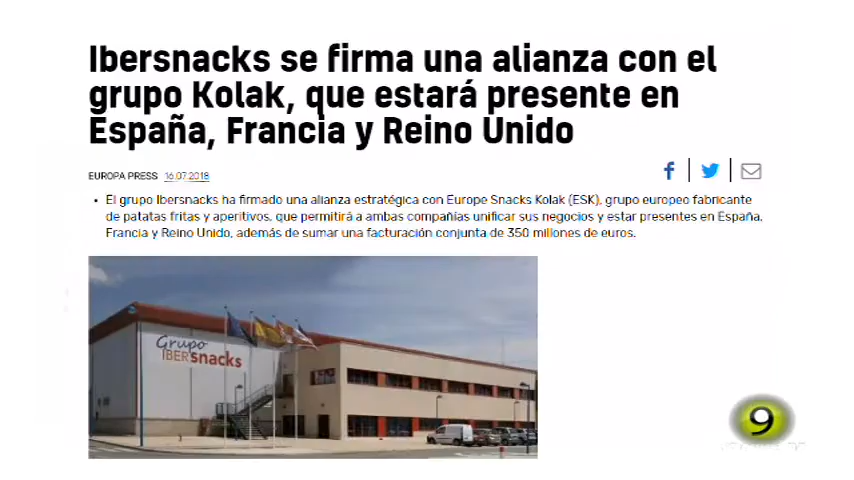 Ibersnacks se firma una alianza con el
grupo Kolak, que estará presente en
España, Francia y Reino Unido
EUROPA PRESS 16.07.2018
• El grupo Ibersnacks ha firmado una alianza estratégica con Europe Snacks Kolak (ESK), grupo europeo fabricante
de patatas fritas y aperitivos, que permitirá a ambas compañías unificar sus negocios y estar presentes en España,
Francia y Reino Unido, además de sumar una facturación conjunta de 350 millones de euros.
Grupo
IBERsnacks
9